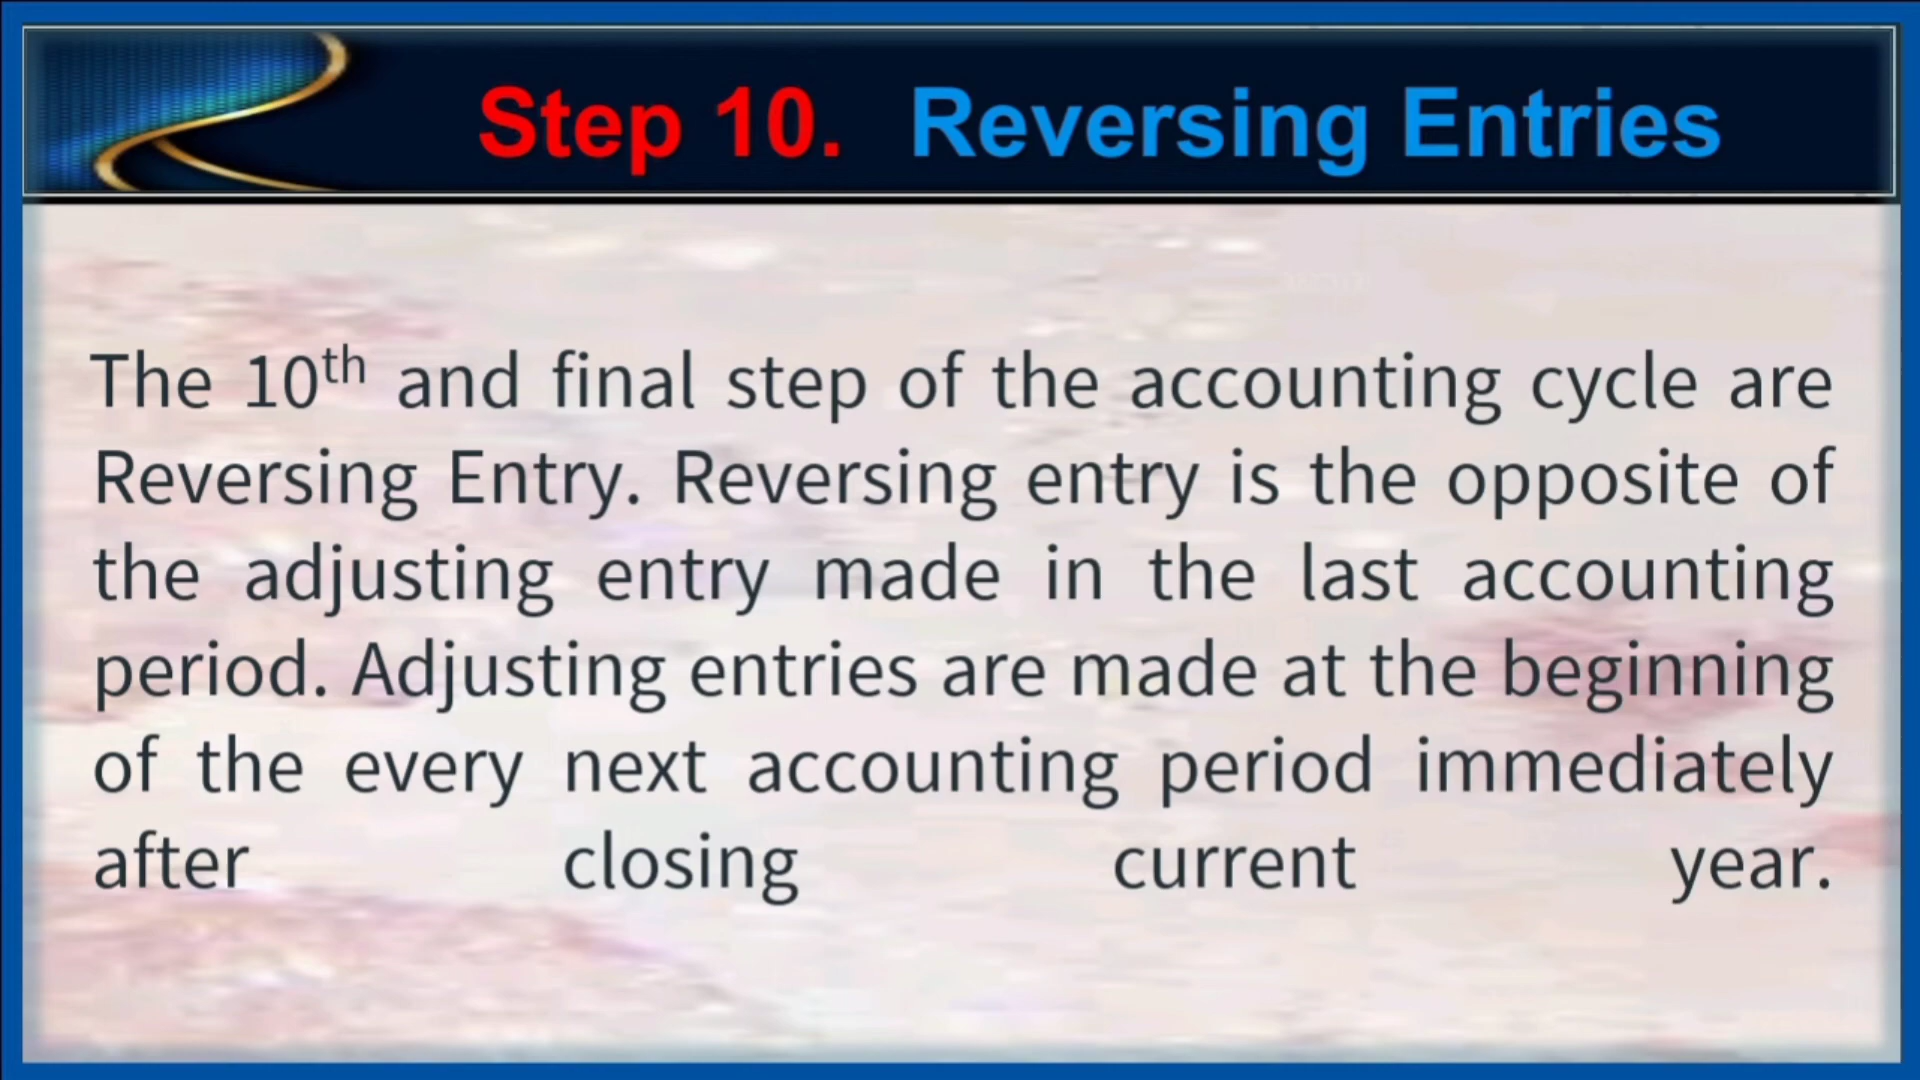 Step 10. Reversing Entries
The 10th and final step of the accounting cycle are
Reversing Entry. Reversing entry is the opposite of
the adjusting entry made in the last accounting
period. Adjusting entries are made at the beginning
of the every next accounting period immediately
after closing current year.